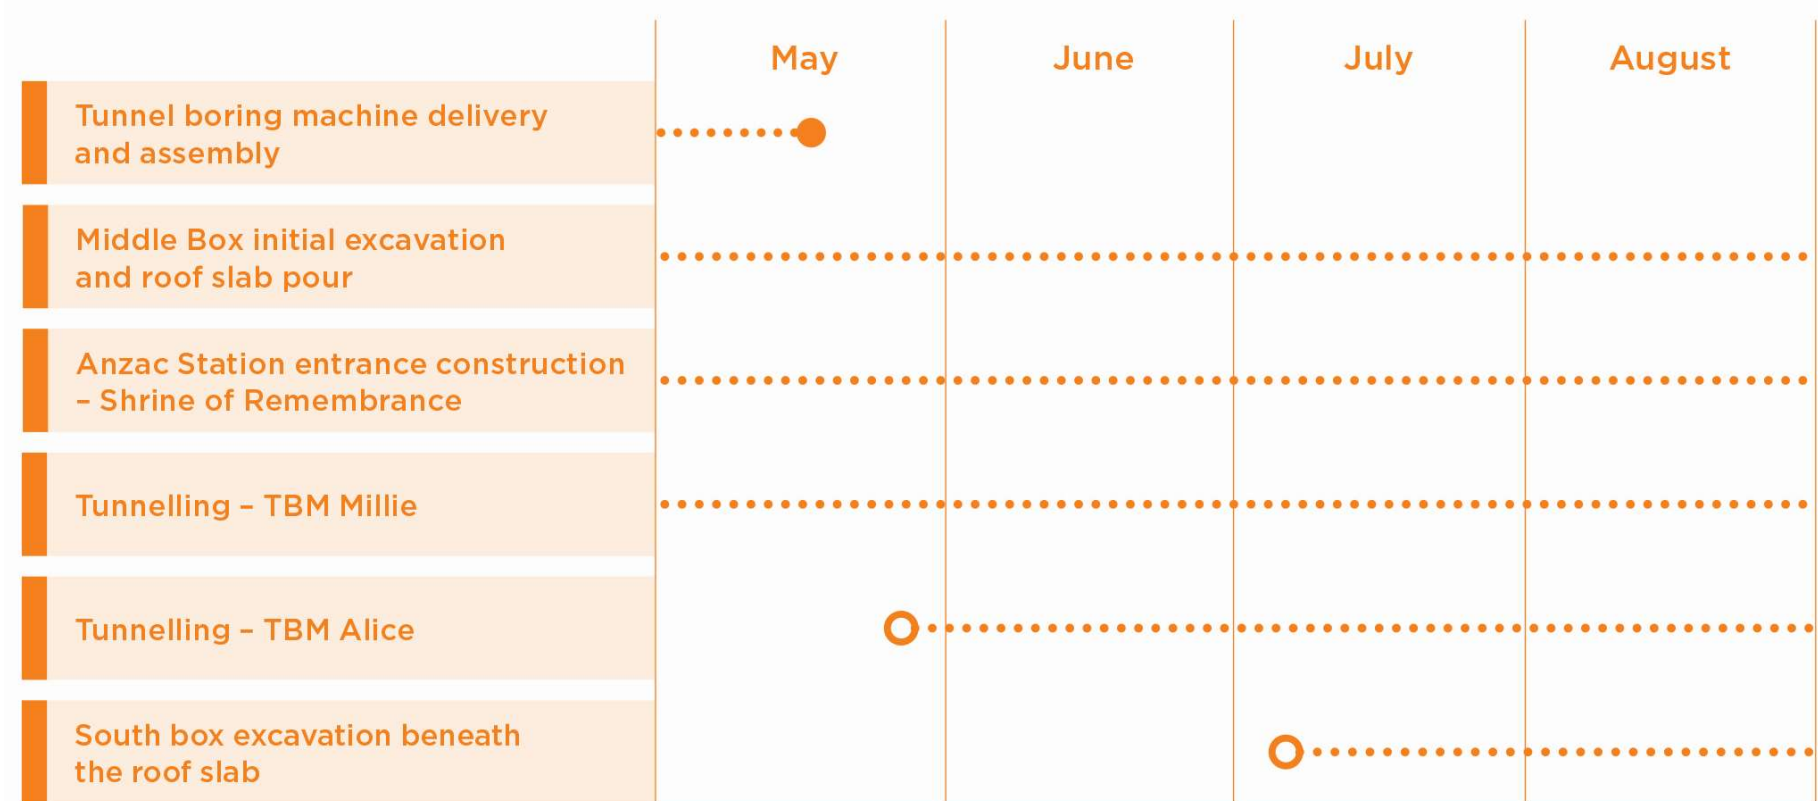 May June July August
Tunnel boring machine delivery
and assembly
Middle Box initial excavation
and roof slab pour
Anzac Station entrance construction
– Shrine of Remembrance
Tunnelling – TBM Millie
Tunnelling – TBM Alice
South box excavation beneath
the roof slab